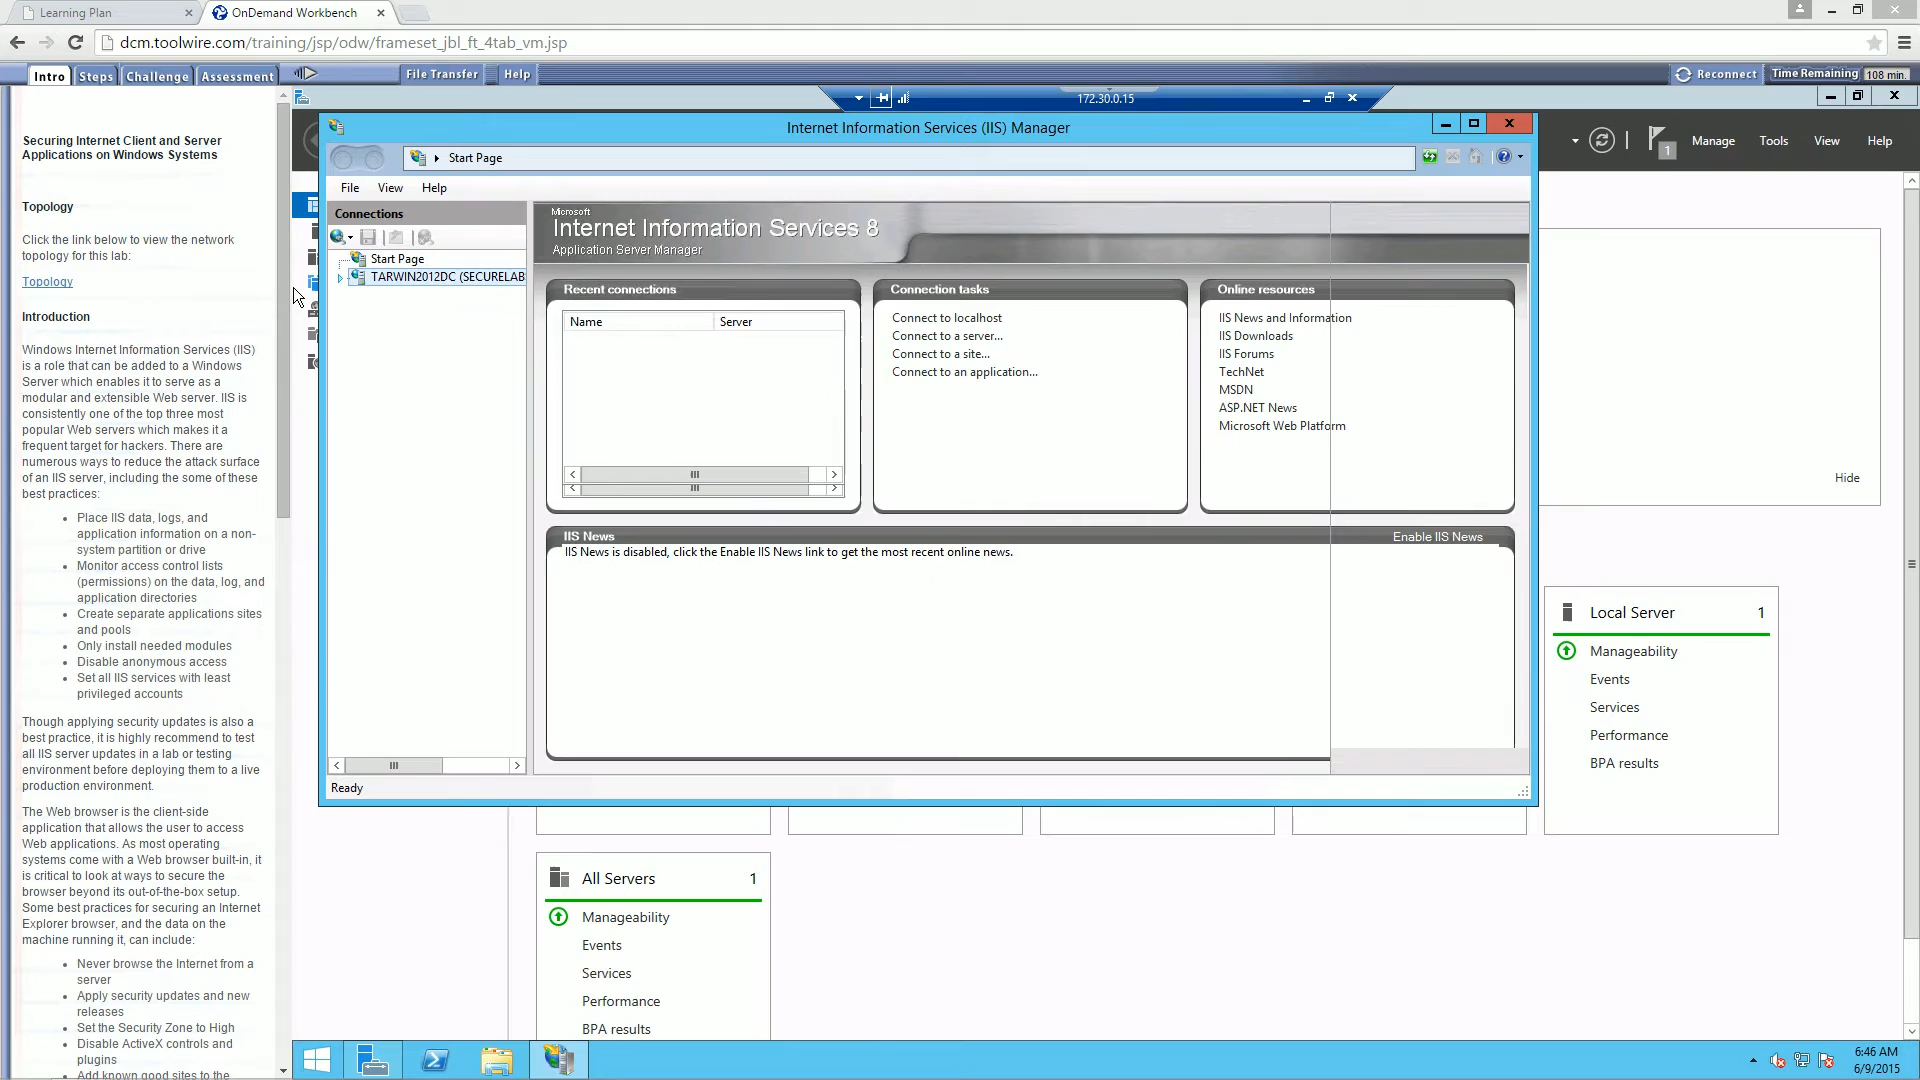 Learning Plan
OnDemand Workbench
dcm.toolwire.com/training/jsp/odw/frameset_jbl_ft_4tab_vm.jsp
Intro
Steps
Challenge
Assessment
File Transfer
Help
Reconnect
Time Remaining
108 min.
Securing Internet Client and Server
Applications on Windows Systems
Topology
Click the link below to view the network
topology for this lab:
Topology
Introduction
Windows Internet Information Services (IIS)
is a role that can be added to a Windows
Server which enables it to serve as a
modular and extensible Web server. IIS is
consistently one of the top three most
popular Web servers which makes it a
frequent target for hackers. There are
numerous ways to reduce the attack surface
of an IIS server, including the some of these
best practices:
Place IIS data, logs, and
application information on a non-
system partition or drive
Monitor access control lists
(permissions) on the data, log, and
application directories
Create separate applications sites
and pools
Only install needed modules
Disable anonymous access
Set all IIS services with least
privileged accounts
Though applying security updates is also a
best practice, it is highly recommend to test
all IIS server updates in a lab or testing
environment before deploying them to a live
production environment.
The Web browser is the client-side
application that allows the user to access
Web applications. As most operating
systems come with a Web browser built-in, it
is critical to look at ways to secure the
browser beyond its out-of-the-box setup.
Some best practices for securing an Internet
Explorer browser, and the data on the
machine running it, can include:
Never browse the Internet from a
server
Apply security updates and new
releases
Set the Security Zone to High
Disable ActiveX controls and
plugins
Add known good sites to the
172.30.0.15
Internet Information Services (IIS) Manager
Start Page
File
View
Help
Connections
Start Page
TARWIN2012DC (SECURELAB
Microsoft
Internet Information Services 8
Application Server Manager
Recent connections
Name
Server
Connection tasks
Connect to localhost
Connect to a server...
Connect to a site...
Connect to an application...
Online resources
IIS News and Information
IIS Downloads
IIS Forums
TechNet
MSDN
ASP.NET News
Microsoft Web Platform
IIS News
Enable IIS News
IIS News is disabled, click the Enable IIS News link to get the most recent online news.
Ready
1
Manage
Tools
View
Help
Hide
Local Server
1
Manageability
Events
Services
Performance
BPA results
All Servers
1
Manageability
Events
Services
Performance
BPA results
6:46 AM
6/9/2015